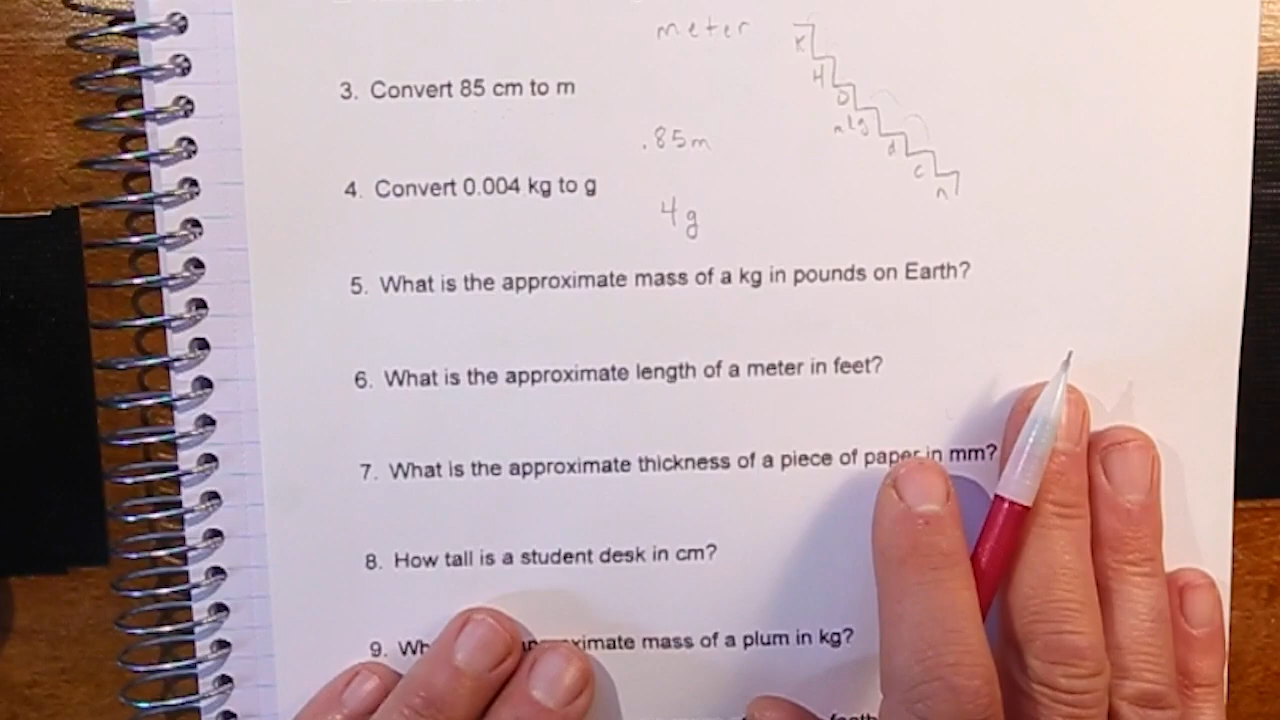 meter
K
H
3. Convert 85 cm to m
D
mlg
.85m
d
c
4. Convert 0.004 kg to g
4g
5. What is the approximate mass of a kg in pounds on Earth?
6. What is the approximate length of a meter in feet?
7. What is the approximate thickness of a piece of paper in mm?
8. How tall is a student desk in cm?
9. mass of a plum in kg?